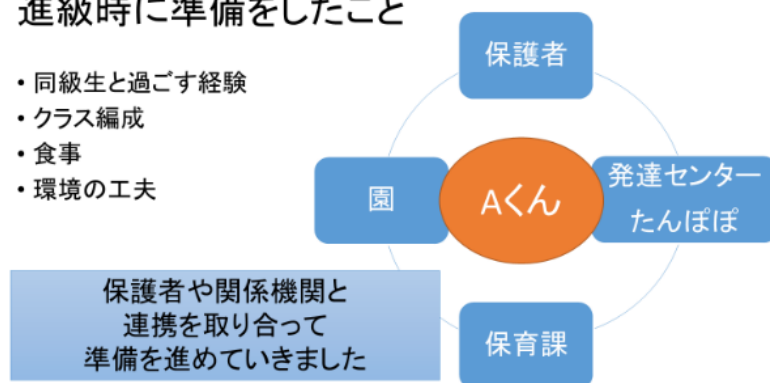 進級時に準備をしたこと
• 同級生と過ごす経験
• クラス編成
• 食事
• 環境の工夫
保護者
園
Aくん
発達センター
たんぽぽ
保育課
保護者や関係機関と
連携を取り合って
準備を進めていきました